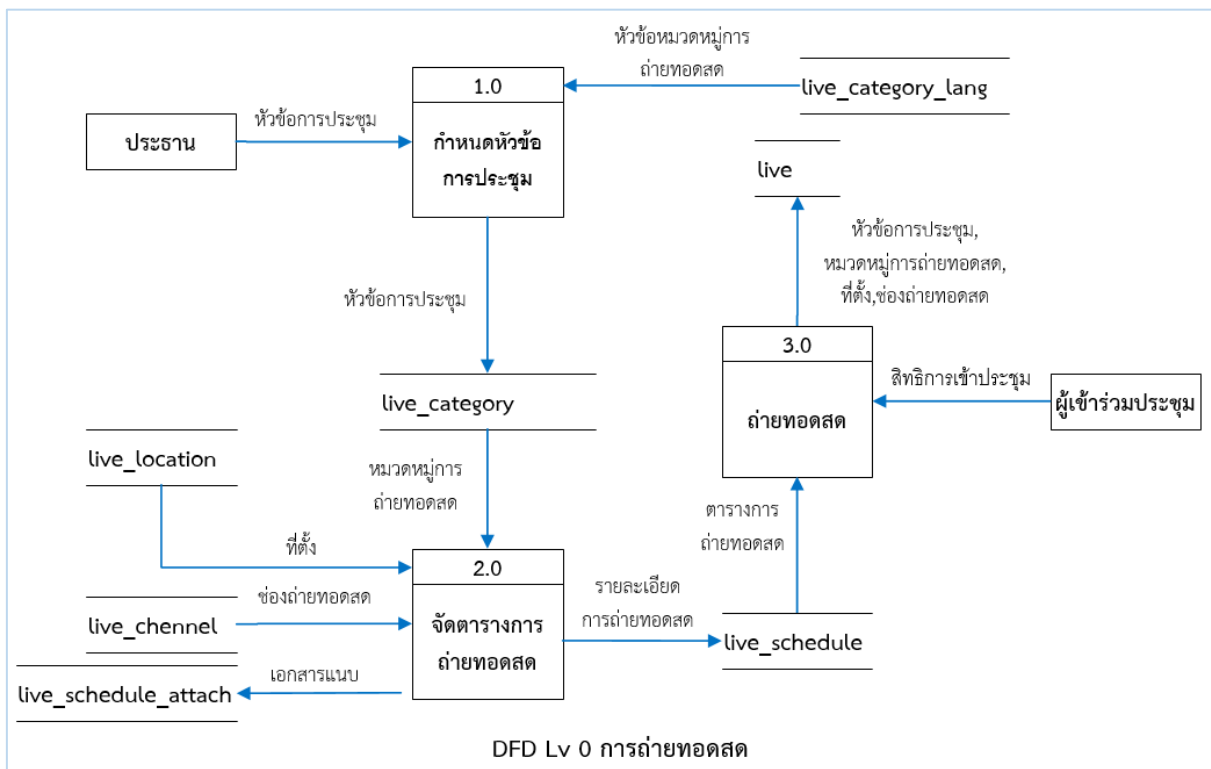 หัวข้อหมวดหมู่การ
ถ่ายทอดสด
live_category_lang
1.0
กำหนดหัวข้อ
การประชุม
ประธาน
หัวข้อการประชุม
live
หัวข้อการประชุม,
หมวดหมู่การถ่ายทอดสด,
ที่ตั้ง,ช่องถ่ายทอดสด
หัวข้อการประชุม
3.0
ถ่ายทอดสด
สิทธิการเข้าประชุม
ผู้เข้าร่วมประชุม
live_category
live_location
หมวดหมู่การ
ถ่ายทอดสด
ตารางการ
ถ่ายทอดสด
ที่ตั้ง
2.0
จัดตารางการ
ถ่ายทอดสด
ช่องถ่ายทอดสด
live_chennel
รายละเอียด
การถ่ายทอดสด
live_schedule
เอกสารแนบ
live_schedule_attach
DFD Lv 0 การถ่ายทอดสด